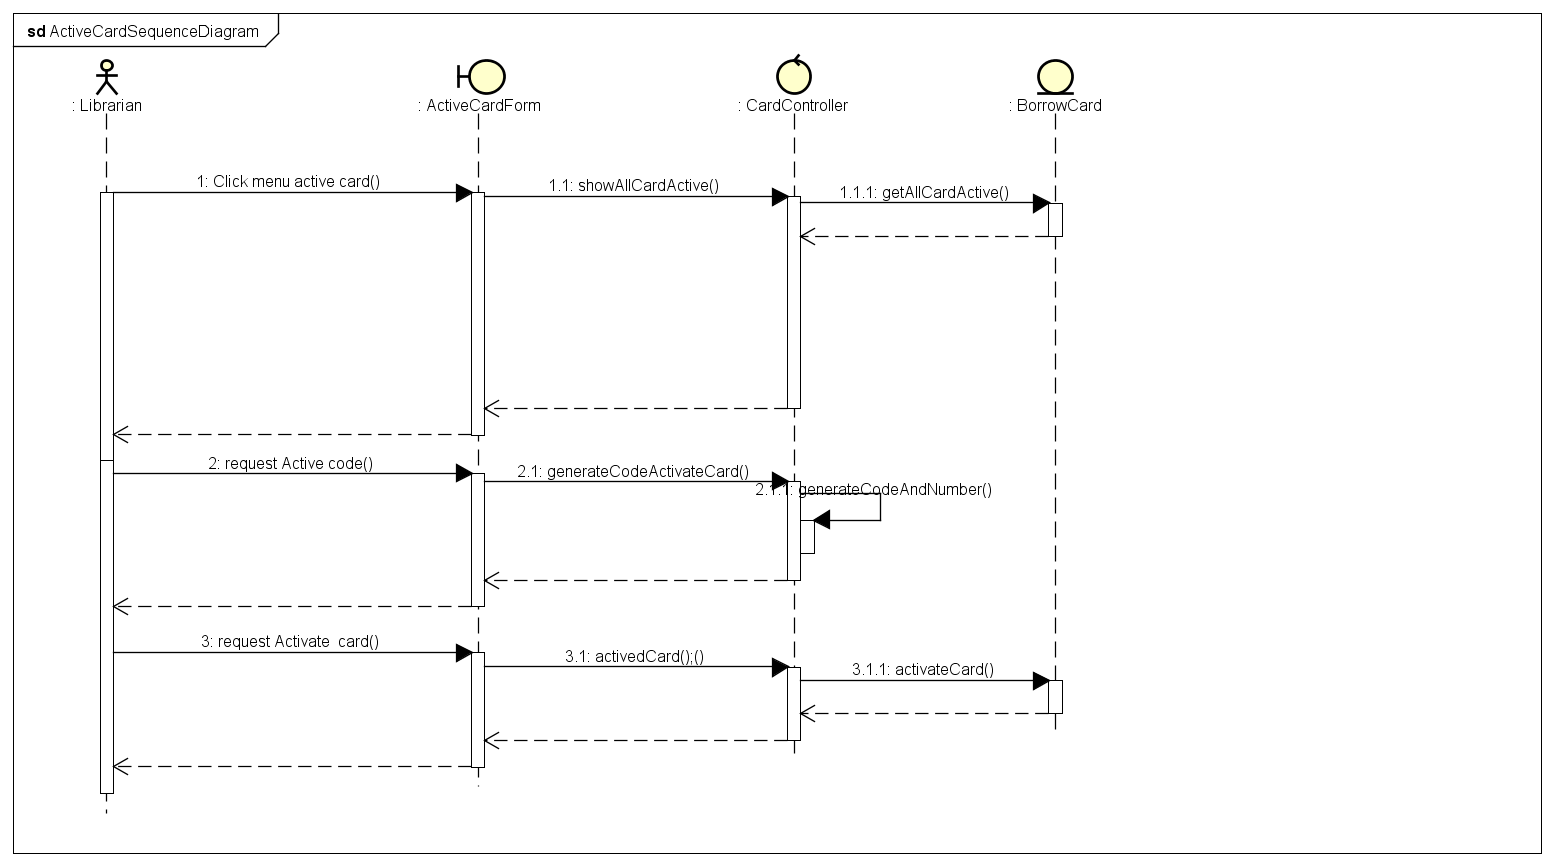 sd ActiveCardSequenceDiagram
: Librarian
: ActiveCardForm
: CardController
: BorrowCard
1: Click menu active card()
1.1: showAllCardActive()
1.1.1: getAllCardActive()
2: request Active code()
2.1: generateCodeActivateCard()
2.1.1: generateCodeAndNumber()
3: request Activate  card()
3.1: activedCard();()
3.1.1: activateCard()